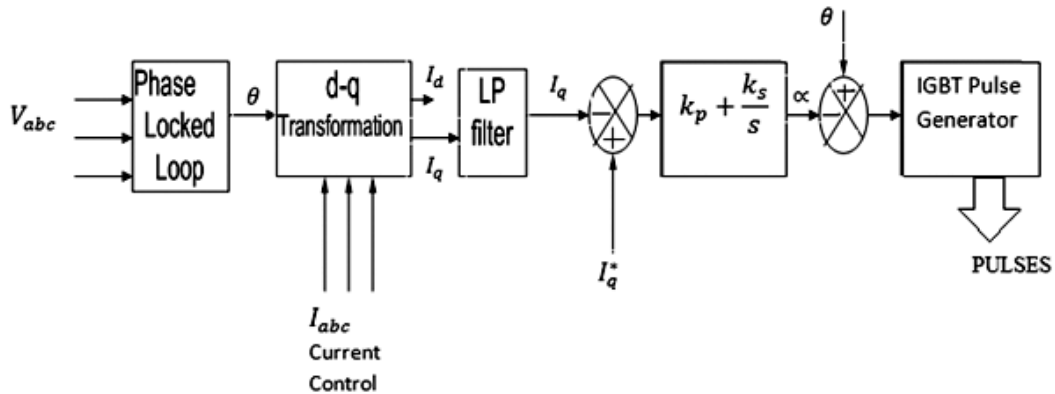 V_abc
Phase
Locked
Loop
θ
d-q
Transformation
I_d
I_q
LP
filter
I_q
−
+
I_q^*
k_p + k_s/s
∝
θ
+
−
IGBT Pulse
Generator
PULSES
I_abc
Current
Control